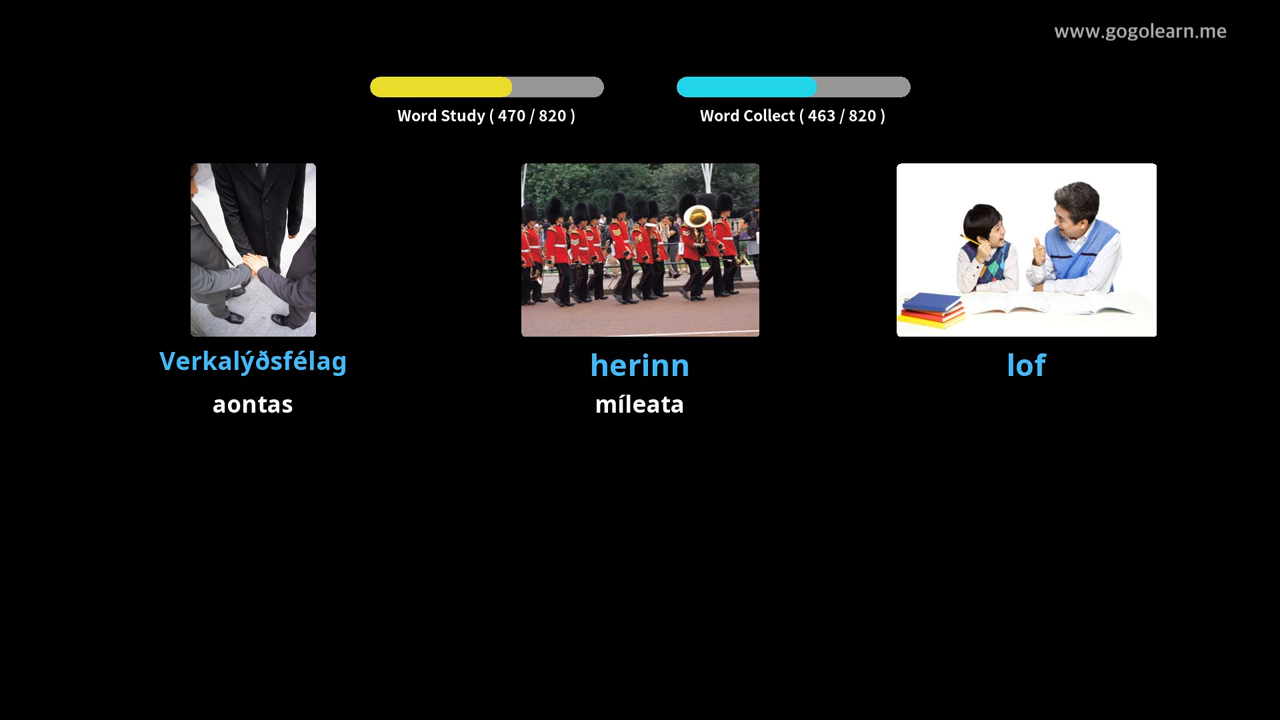 www.gogolearn.me
Word Study ( 470 / 820 )
Word Collect ( 463 / 820 )
Verkalýðsfélag
herinn
lof
aontas
míleata